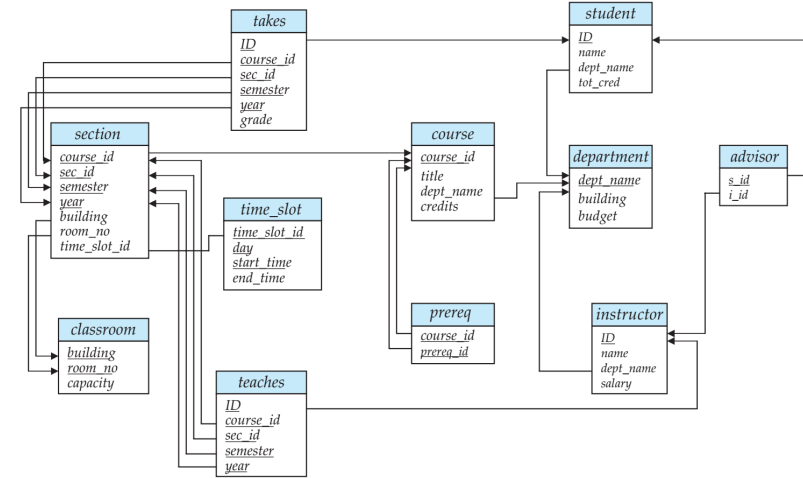 takes
ID
course_id
sec_id
semester
year
grade
student
ID
name
dept_name
tot_cred
section
course_id
sec_id
semester
year
building
room_no
time_slot_id
course
course_id
title
dept_name
credits
department
dept_name
building
budget
advisor
s_id
i_id
time_slot
time_slot_id
day
start_time
end_time
prereq
course_id
prereq_id
instructor
ID
name
dept_name
salary
classroom
building
room_no
capacity
teaches
ID
course_id
sec_id
semester
year